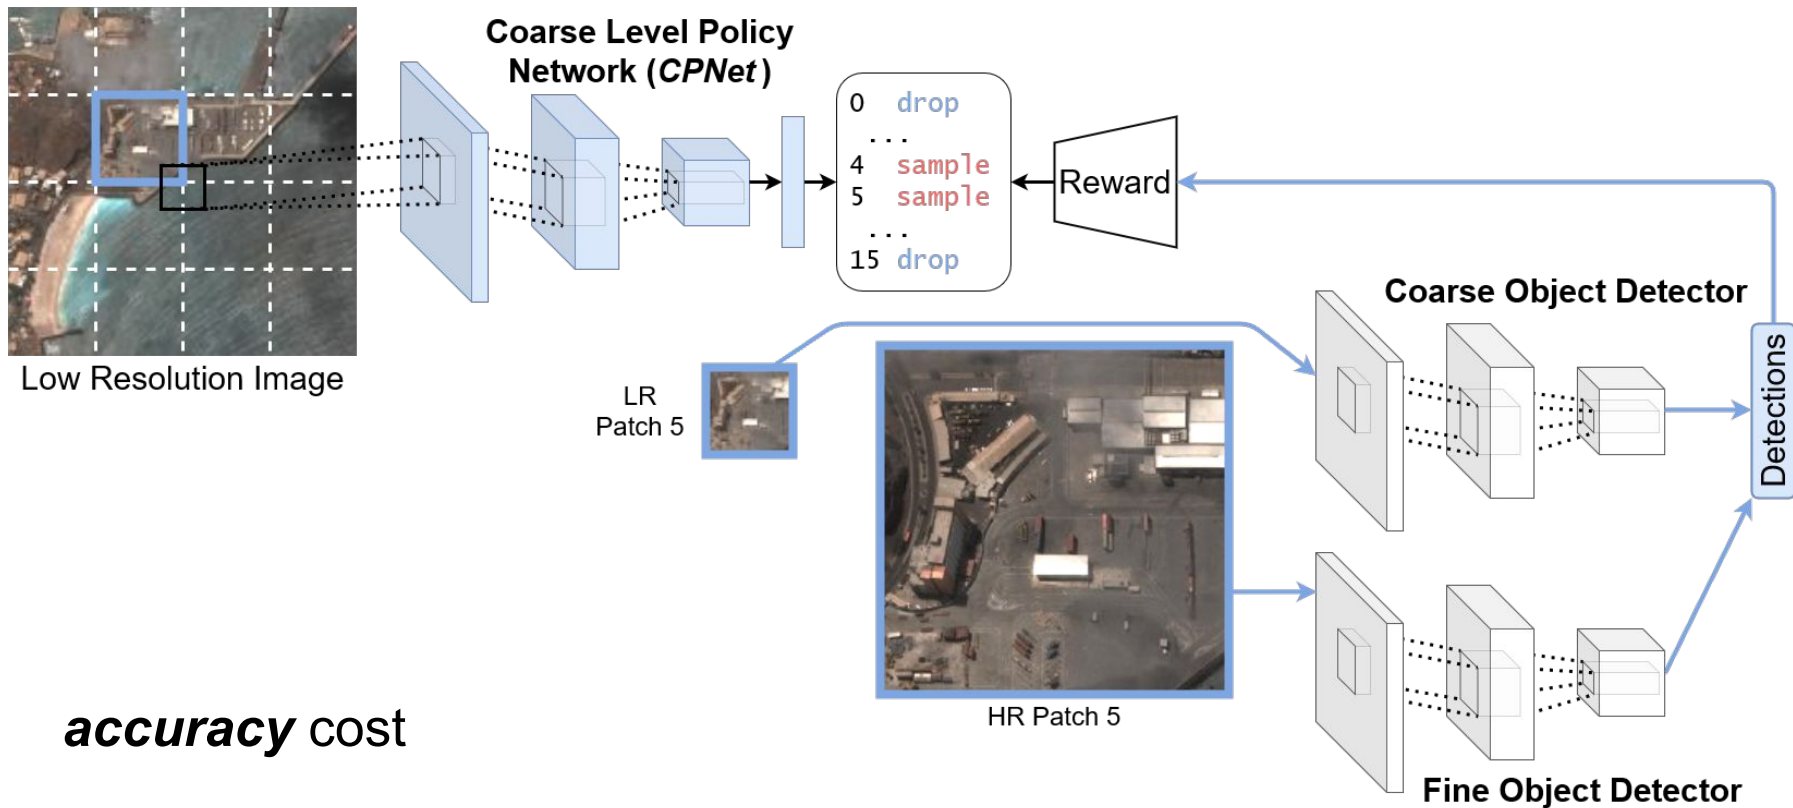 Coarse Level Policy
Network (CPNet)
0 drop
...
4 sample
5 sample
...
15 drop
Reward
Low Resolution Image
Coarse Object Detector
LR
Patch 5
Detections
HR Patch 5
accuracy cost
Fine Object Detector